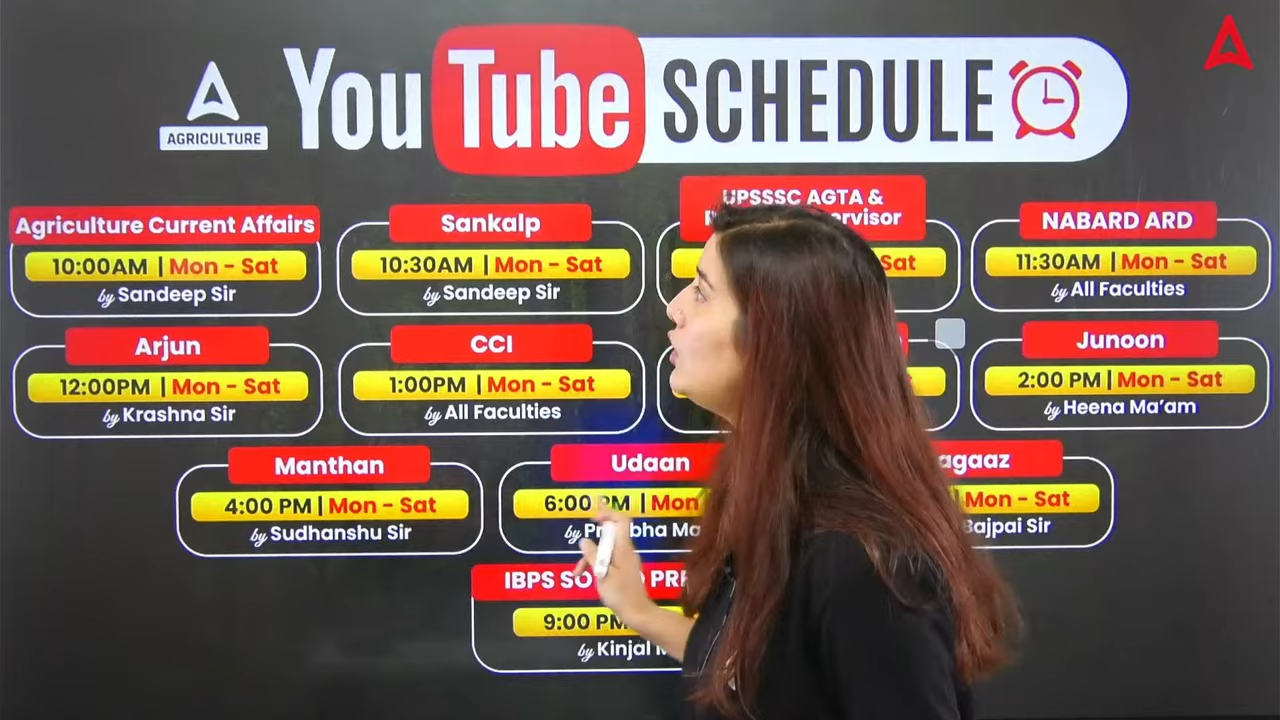 AGRICULTURE
YouTube SCHEDULE
Agriculture Current Affairs
10:00AM | Mon - Sat
by Sandeep Sir
Sankalp
10:30AM | Mon - Sat
by Sandeep Sir
UPSSSC AGTA &
Sat
NABARD ARD
11:30AM | Mon - Sat
by All Faculties
Arjun
12:00PM | Mon - Sat
by Krashna Sir
CCI
1:00PM | Mon - Sat
by All Faculties
Junoon
2:00 PM | Mon - Sat
by Heena Ma'am
Manthan
4:00 PM | Mon - Sat
by Sudhanshu Sir
Udaan
6:00 PM | Mon
by
agaaz
Mon - Sat
Bajpai Sir
IBPS
9:00 PM
by Kinjal